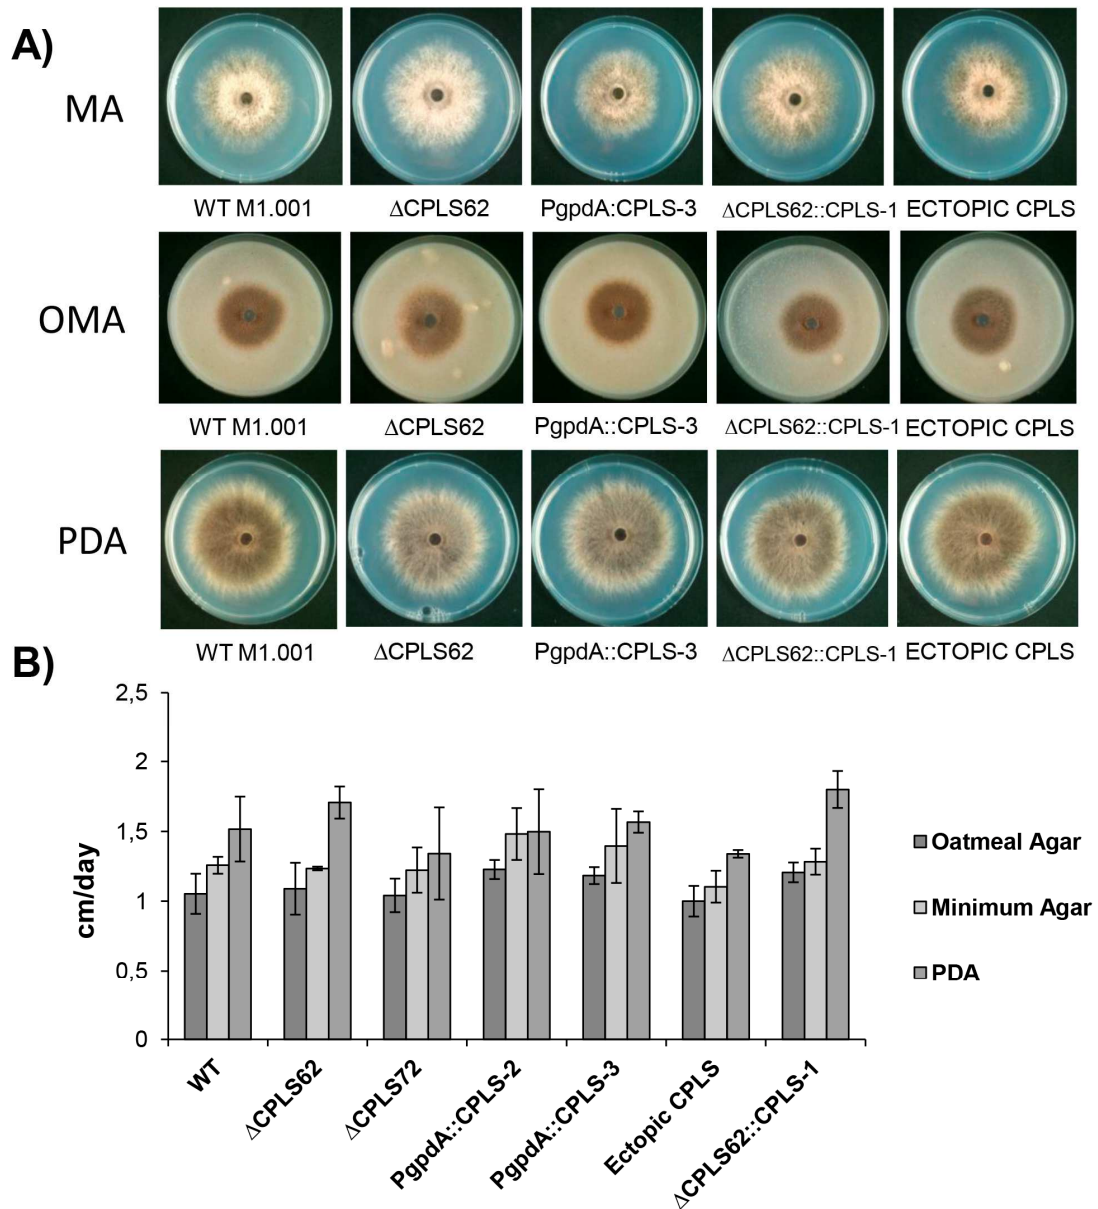 A)
MA
WT M1.001 ΔCPLS62 PgpdA:CPLS-3 ΔCPLS62::CPLS-1 ECTOPIC CPLS
OMA
WT M1.001 ΔCPLS62 PgpdA::CPLS-3 ΔCPLS62::CPLS-1 ECTOPIC CPLS
PDA
WT M1.001 ΔCPLS62 PgpdA::CPLS-3 ΔCPLS62::CPLS-1 ECTOPIC CPLS
B)
2,5
2
1,5
1
0,5
0
cm/day
WT
ΔCPLS62
ΔCPLS72
PgpdA::CPLS-2
PgpdA::CPLS-3
Ectopic CPLS
ΔCPLS62::CPLS-1
Oatmeal Agar
Minimum Agar
PDA